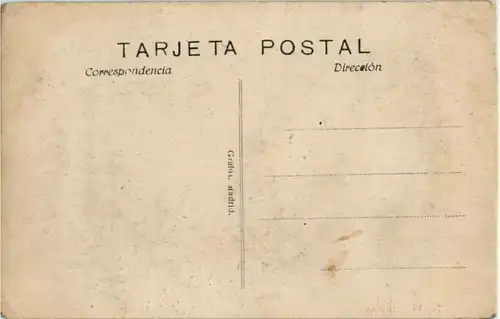 TARJETA POSTAL
Correspondencia
Dirección
Grafos. Madrid.